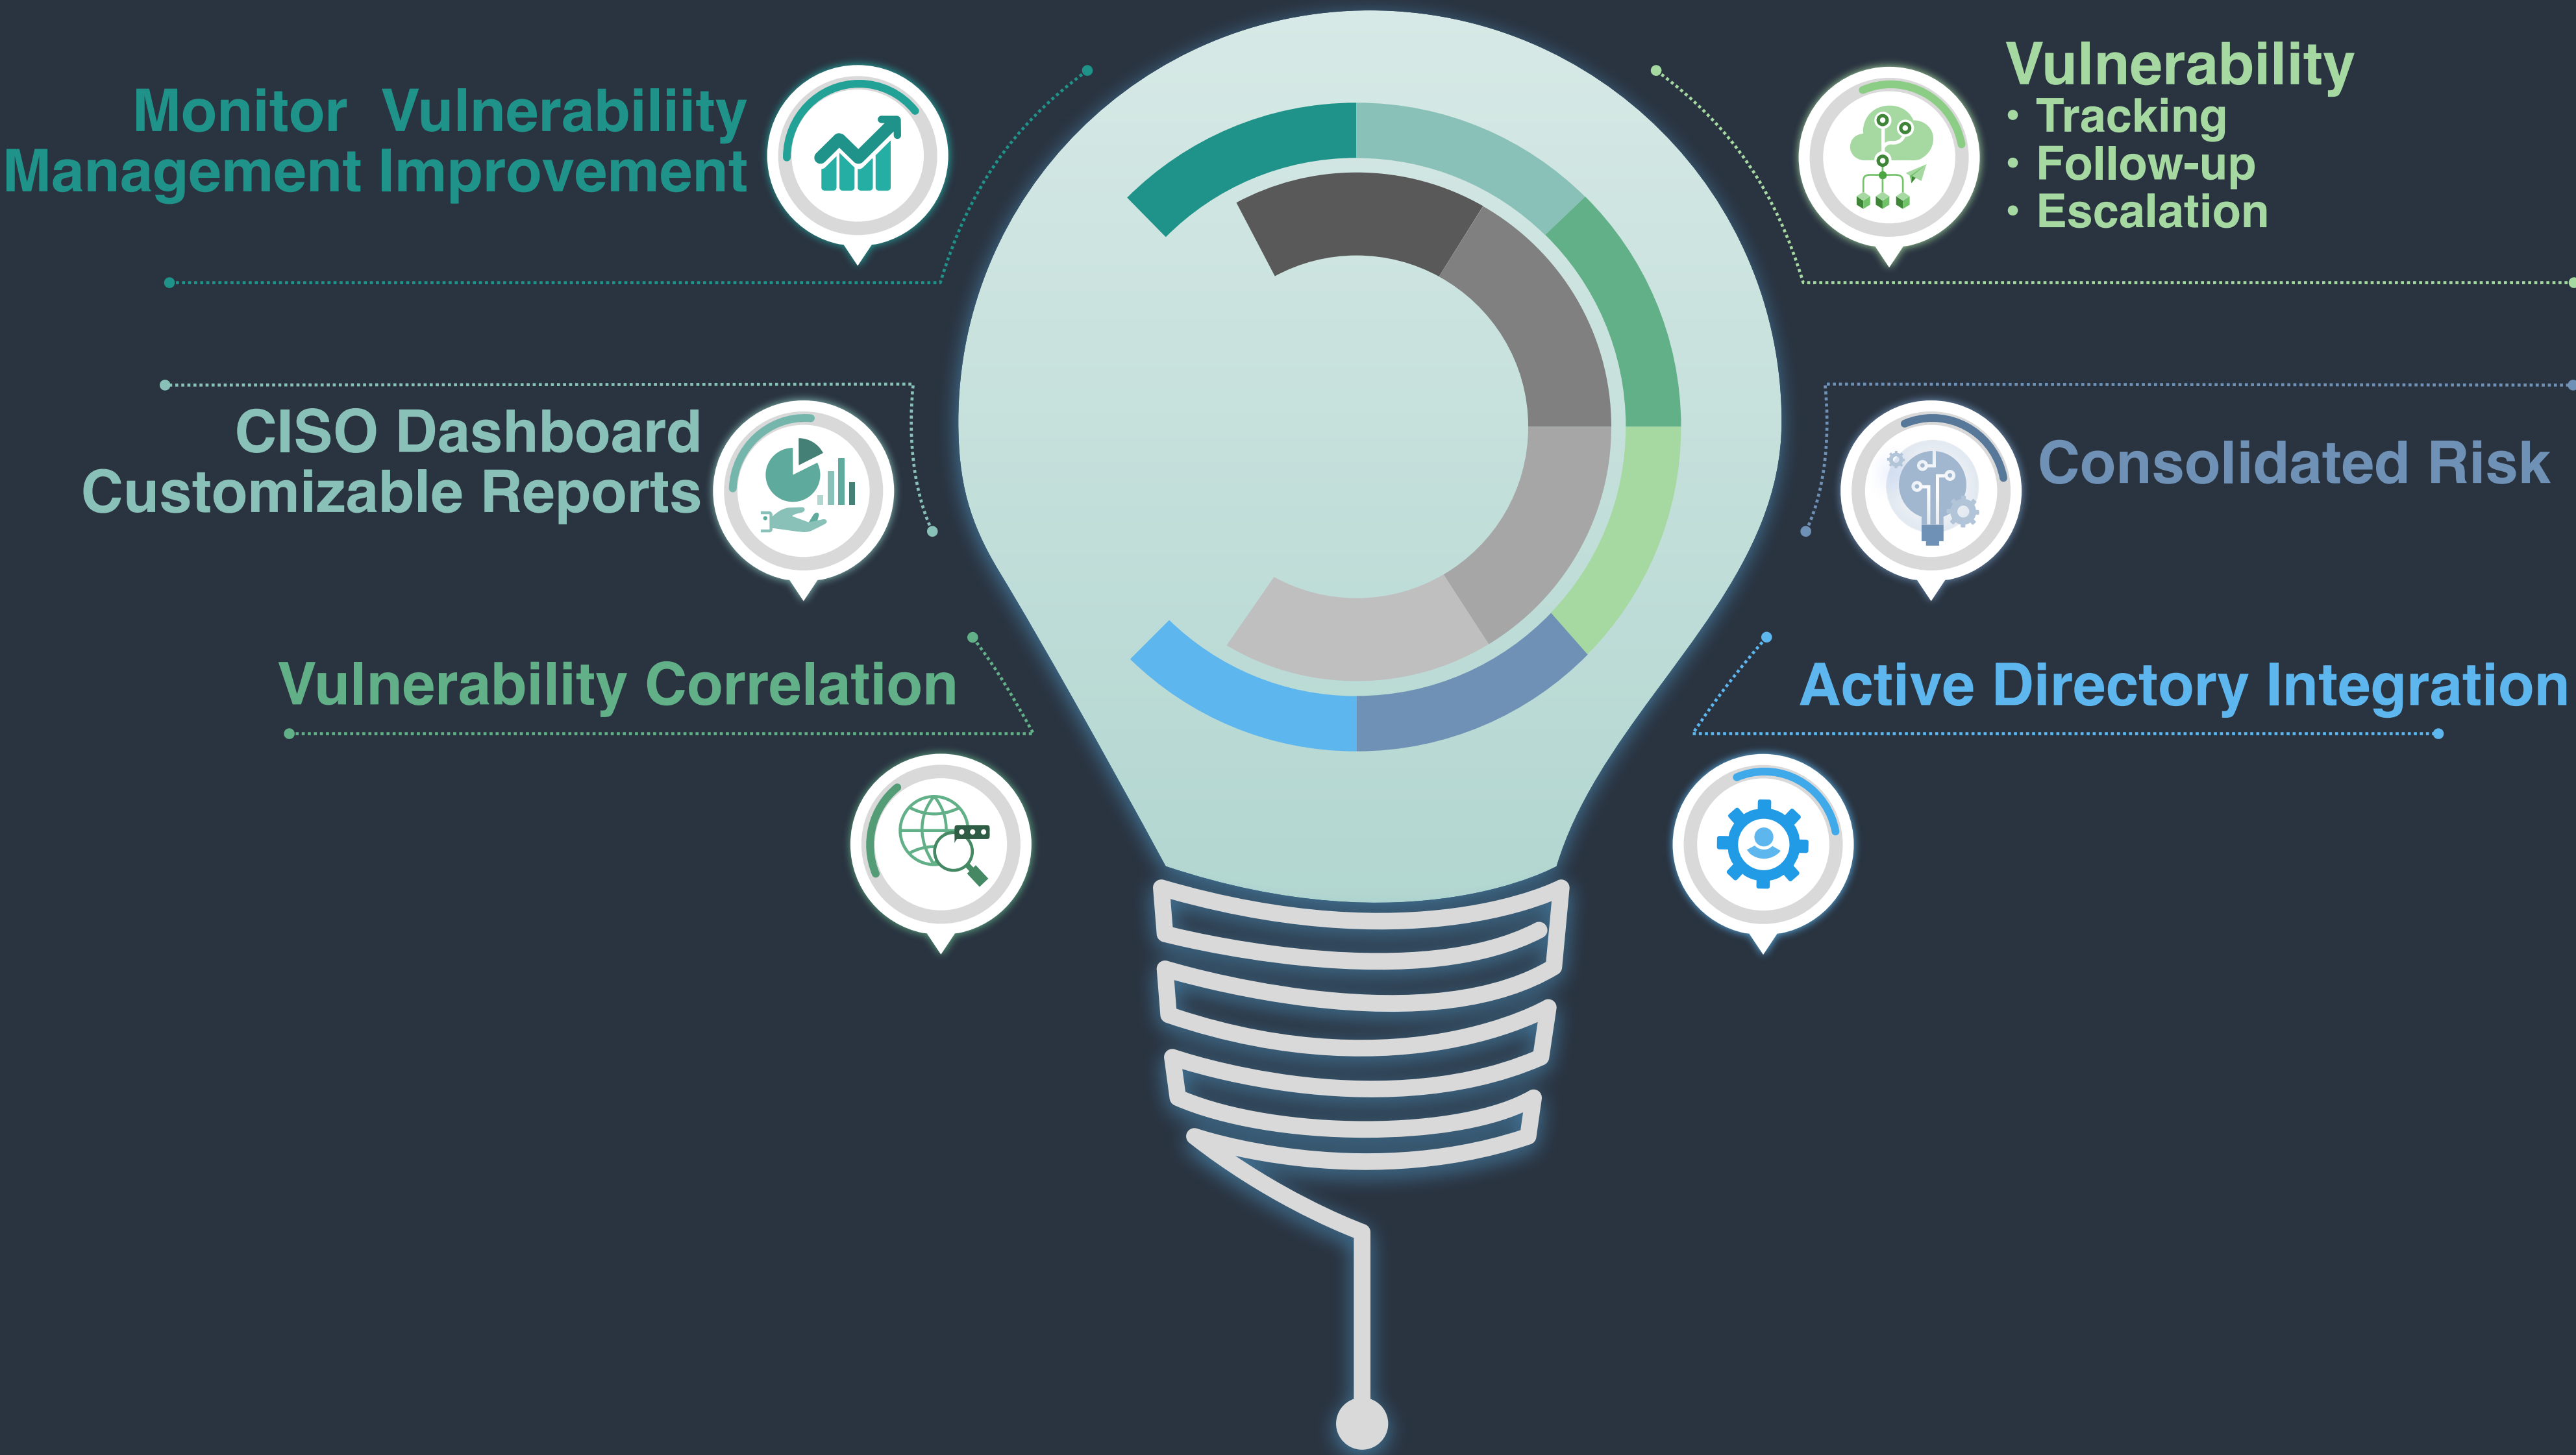 Monitor Vulnerabiliity
Management Improvement
CISO Dashboard
Customizable Reports
Vulnerability Correlation
Vulnerability
• Tracking
• Follow-up
• Escalation
Consolidated Risk
Active Directory Integration